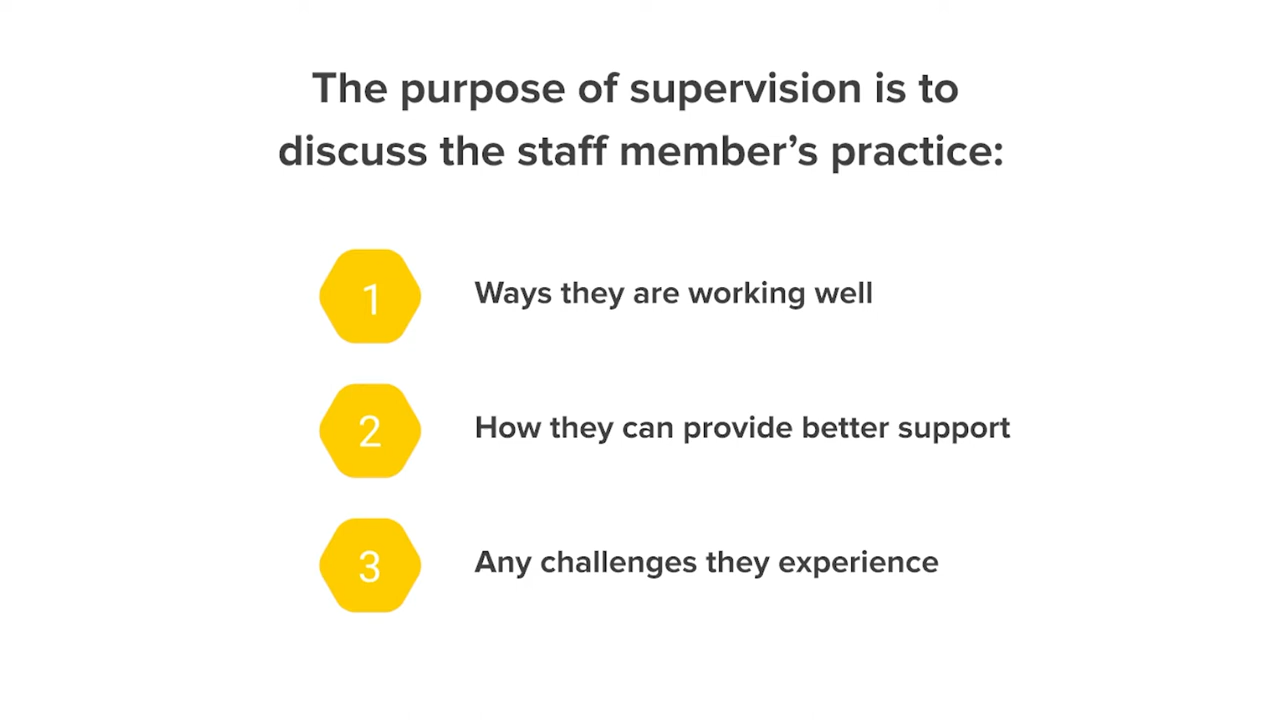 The purpose of supervision is to
discuss the staff member’s practice:
1
Ways they are working well
2
How they can provide better support
3
Any challenges they experience